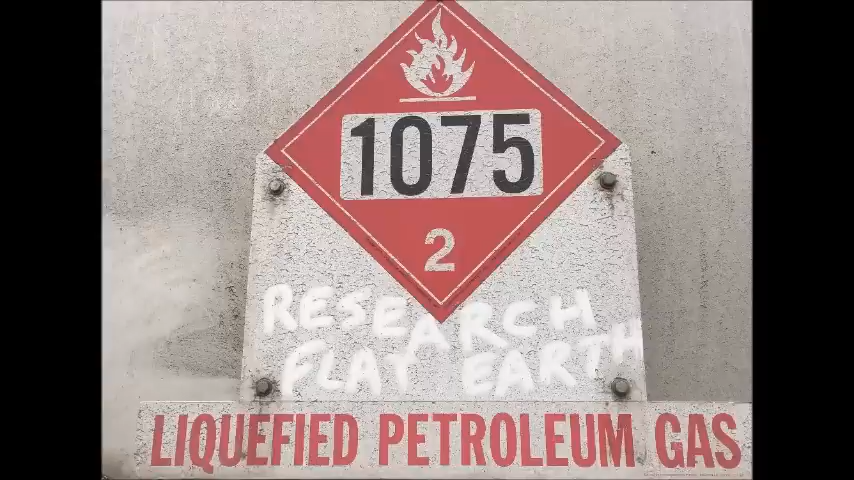 1075
2
RESEARCH
FLAT EARTH
LIQUEFIED PETROLEUM GAS